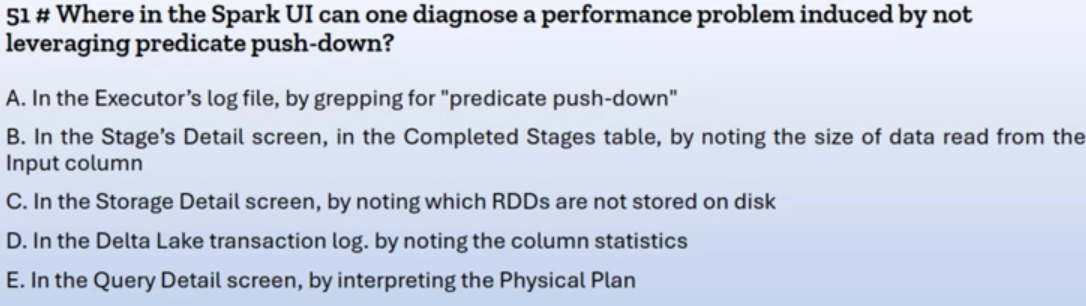 51 # Where in the Spark UI can one diagnose a performance problem induced by not
leveraging predicate push-down?
A. In the Executor's log file, by grepping for "predicate push-down"
B. In the Stage's Detail screen, in the Completed Stages table, by noting the size of data read from the
Input column
C. In the Storage Detail screen, by noting which RDDs are not stored on disk
D. In the Delta Lake transaction log. by noting the column statistics
E. In the Query Detail screen, by interpreting the Physical Plan